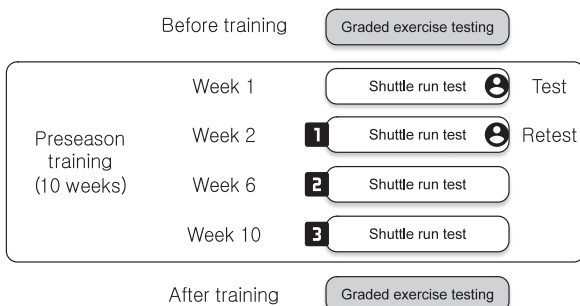 Before training Graded exercise testing
Week 1 Shuttle run test Test
Preseason training (10 weeks)
Week 2 1 Shuttle run test Retest
Week 6 2 Shuttle run test
Week 10 3 Shuttle run test
After training Graded exercise testing